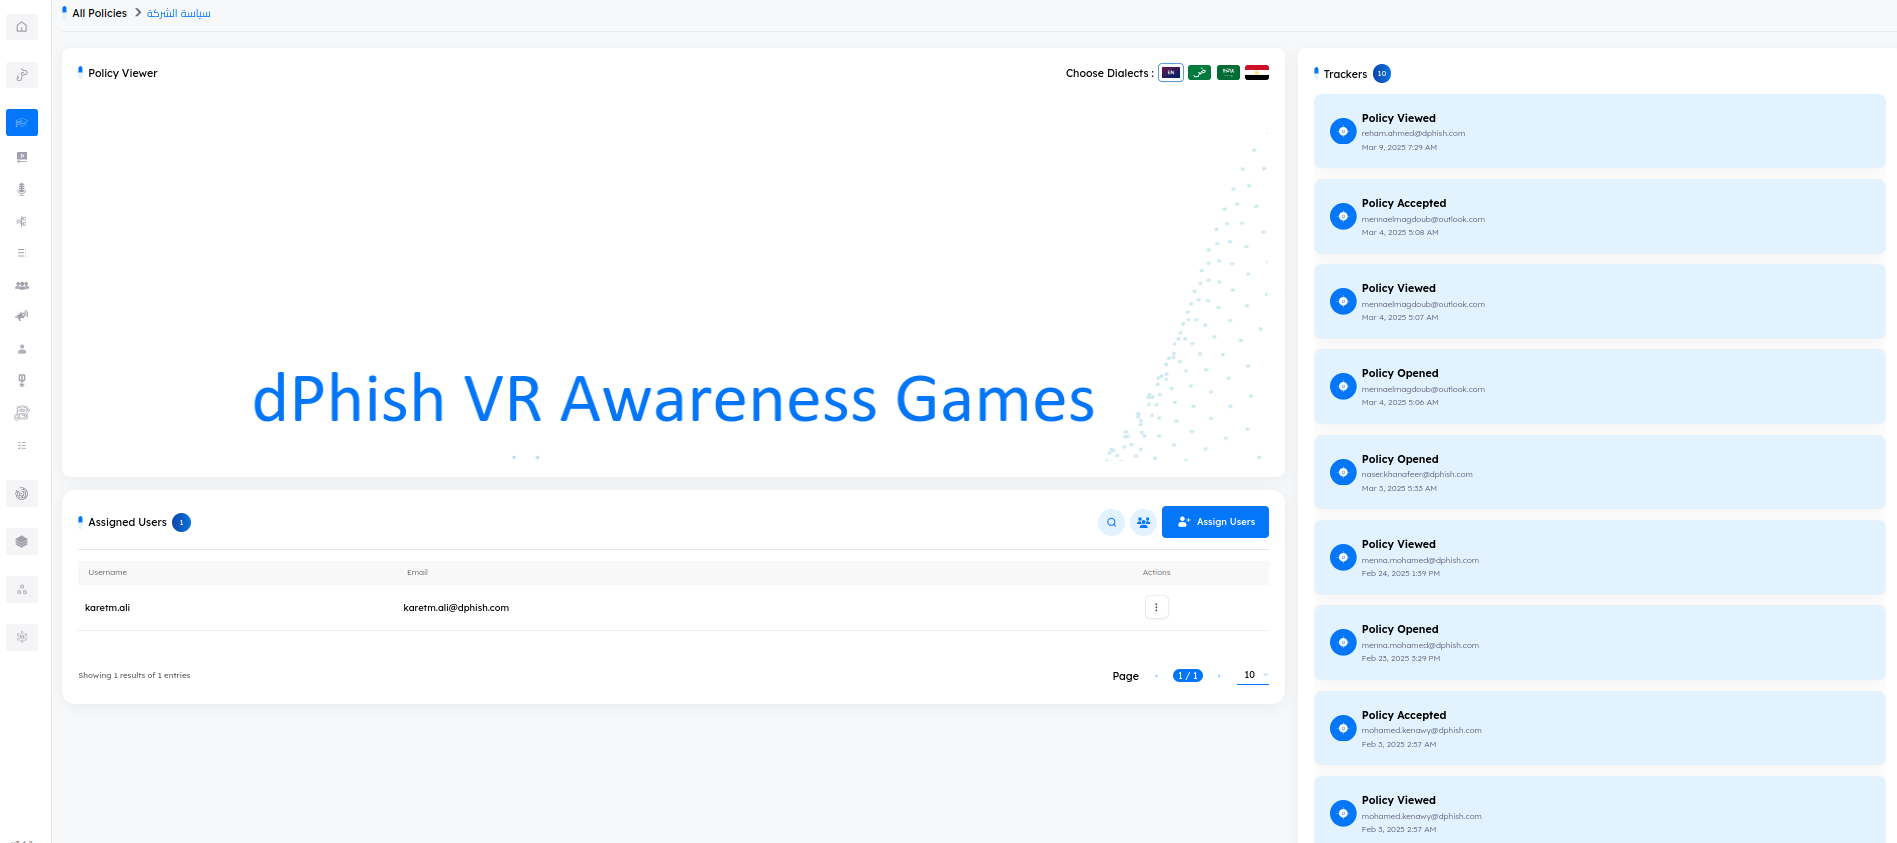 All Policies > سياسة الشركة
Policy Viewer
Choose Dialects :
EN
ض
dPhish VR Awareness Games
Assigned Users 1
Assign Users
Username Email Actions
karetm.ali karetm.ali@dphish.com
Showing 1 results of 1 entries
Page 1 / 1 10
Trackers 10
Policy Viewed
reham.ahmed@dphish.com
Mar 9, 2025 7:29 AM
Policy Accepted
mennaelmagdoub@outlook.com
Mar 4, 2025 5:08 AM
Policy Viewed
mennaelmagdoub@outlook.com
Mar 4, 2025 5:07 AM
Policy Opened
mennaelmagdoub@outlook.com
Mar 4, 2025 5:06 AM
Policy Opened
naser.khanafeer@dphish.com
Mar 3, 2025 5:33 AM
Policy Viewed
menna.mohamed@dphish.com
Feb 24, 2025 1:39 PM
Policy Opened
menna.mohamed@dphish.com
Feb 23, 2025 3:29 PM
Policy Accepted
mohamed.kenawy@dphish.com
Feb 3, 2025 2:57 AM
Policy Viewed
mohamed.kenawy@dphish.com
Feb 3, 2025 2:57 AM